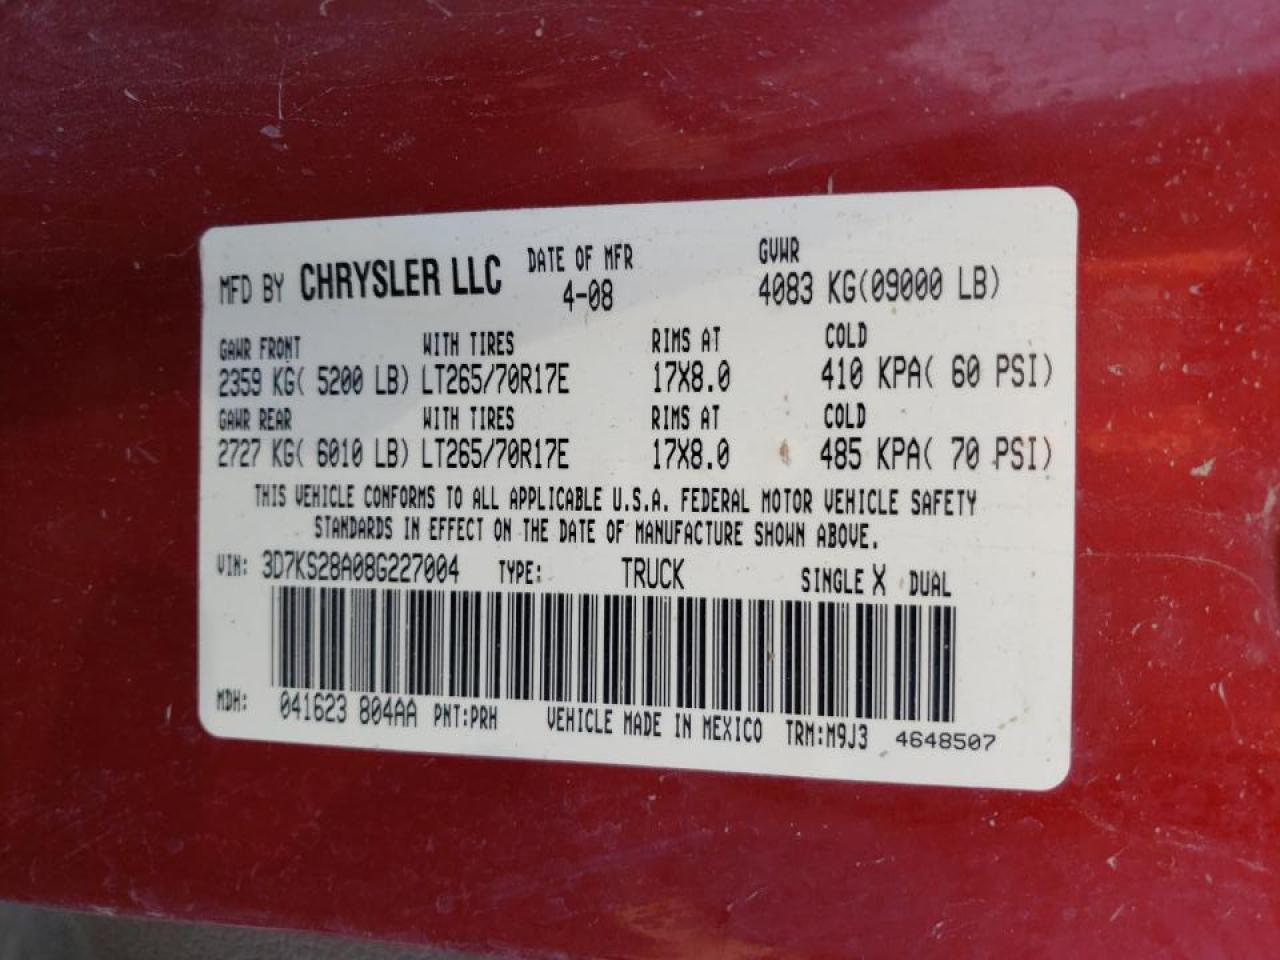 MFD BY CHRYSLER LLC DATE OF MFR GVWR
4-08 4083 KG(09000 LB)
GAWR FRONT WITH TIRES RIMS AT COLD
2359 KG( 5200 LB) LT265/70R17E 17X8.0 410 KPA( 60 PSI)
GAWR REAR WITH TIRES RIMS AT COLD
2727 KG( 6010 LB) LT265/70R17E 17X8.0 485 KPA( 70 PSI)
THIS VEHICLE CONFORMS TO ALL APPLICABLE U.S.A. FEDERAL MOTOR VEHICLE SAFETY
STANDARDS IN EFFECT ON THE DATE OF MANUFACTURE SHOWN ABOVE.
VIN: 3D7KS28A08G227004 TYPE: TRUCK SINGLE X DUAL
MDH: 041623 804AA PNT:PRH VEHICLE MADE IN MEXICO TRM:M9J3 4648507